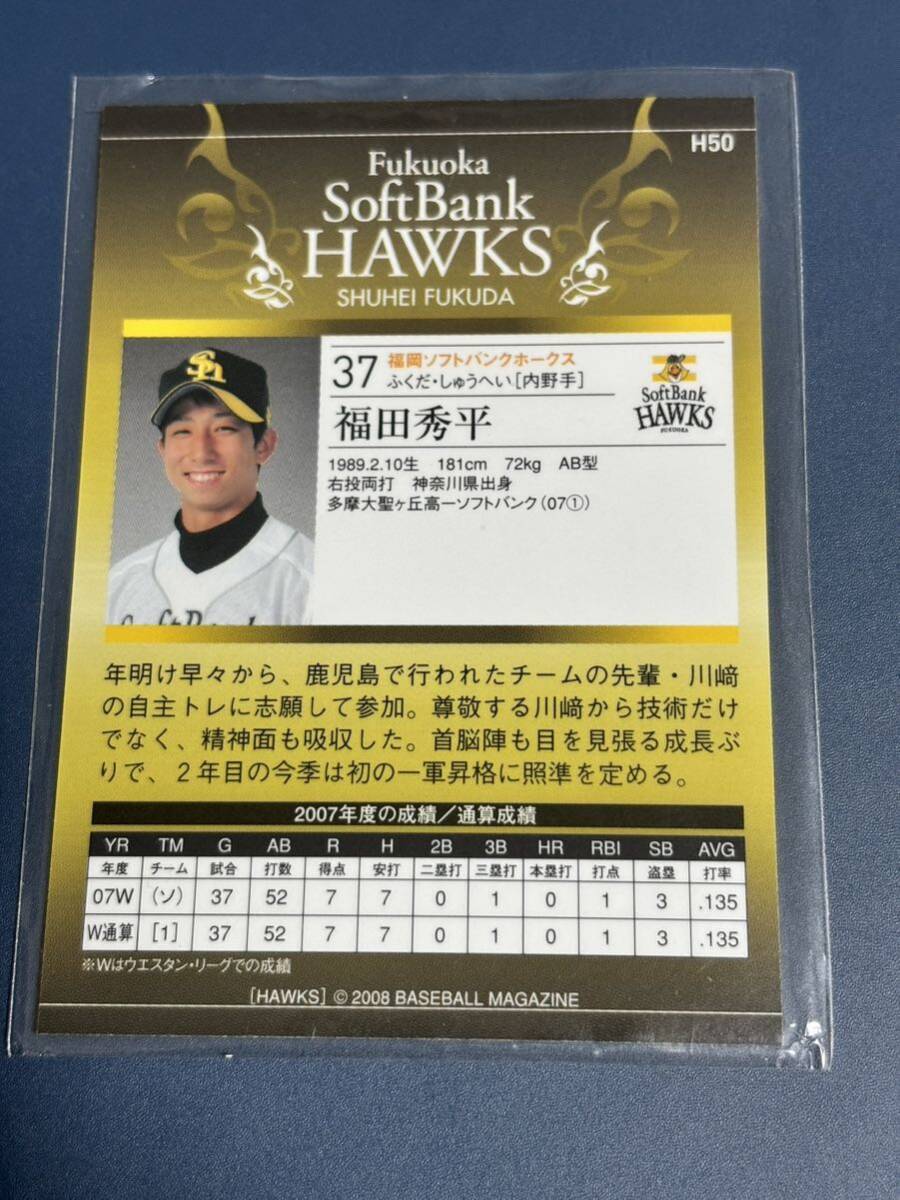 H50
Fukuoka
SoftBank
HAWKS
SHUHEI FUKUDA
37 福岡ソフトバンクホークス
ふくだ・しゅうへい[内野手]
福田秀平
SoftBank
HAWKS
FUKUOKA
1989.2.10生 181cm 72kg AB型
右投両打 神奈川県出身
多摩大聖ヶ丘高―ソフトバンク(07①)
年明け早々から、鹿児島で行われたチームの先輩・川﨑
の自主トレに志願して参加。尊敬する川﨑から技術だけ
でなく、精神面も吸収した。首脳陣も目を見張る成長ぶ
りで、2年目の今季は初の一軍昇格に照準を定める。
2007年度の成績/通算成績
YR TM G AB R H 2B 3B HR RBI SB AVG
年度 チーム 試合 打数 得点 安打 二塁打 三塁打 本塁打 打点 盗塁 打率
07W (ソ) 37 52 7 7 0 1 0 1 3 .135
W通算 [1] 37 52 7 7 0 1 0 1 3 .135
※Wはウエスタン・リーグでの成績
[HAWKS] © 2008 BASEBALL MAGAZINE